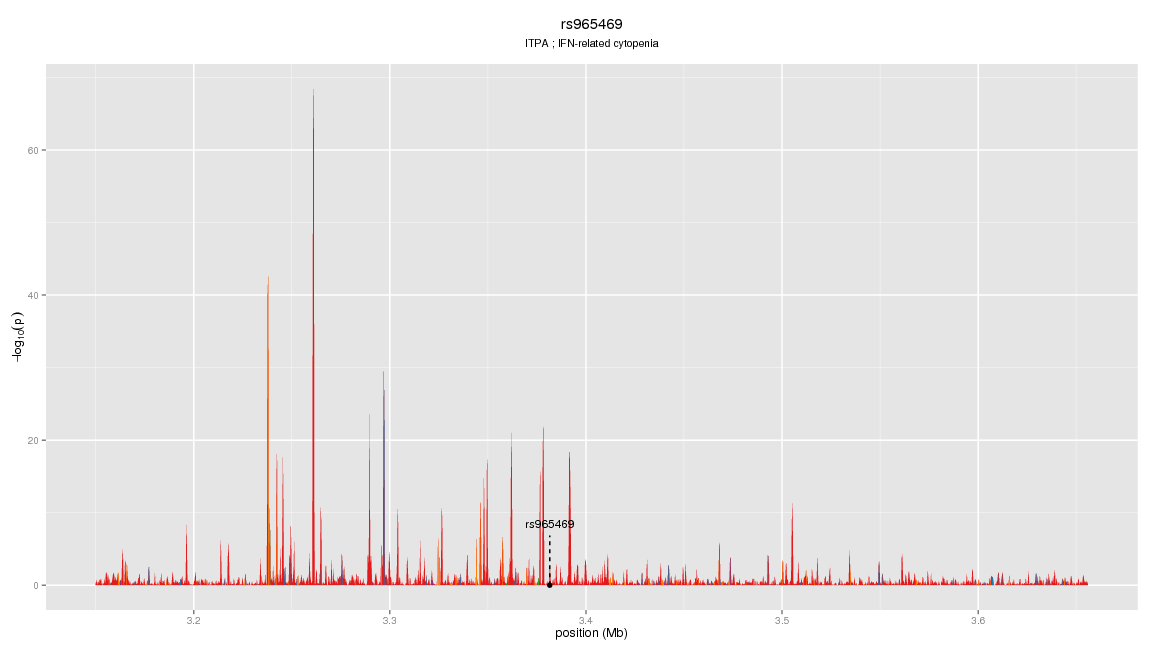 rs965469
ITPA ; IFN-related cytopenia
−log10(p)
60
40
20
0
rs965469
3.2
3.3
3.4
3.5
3.6
position (Mb)